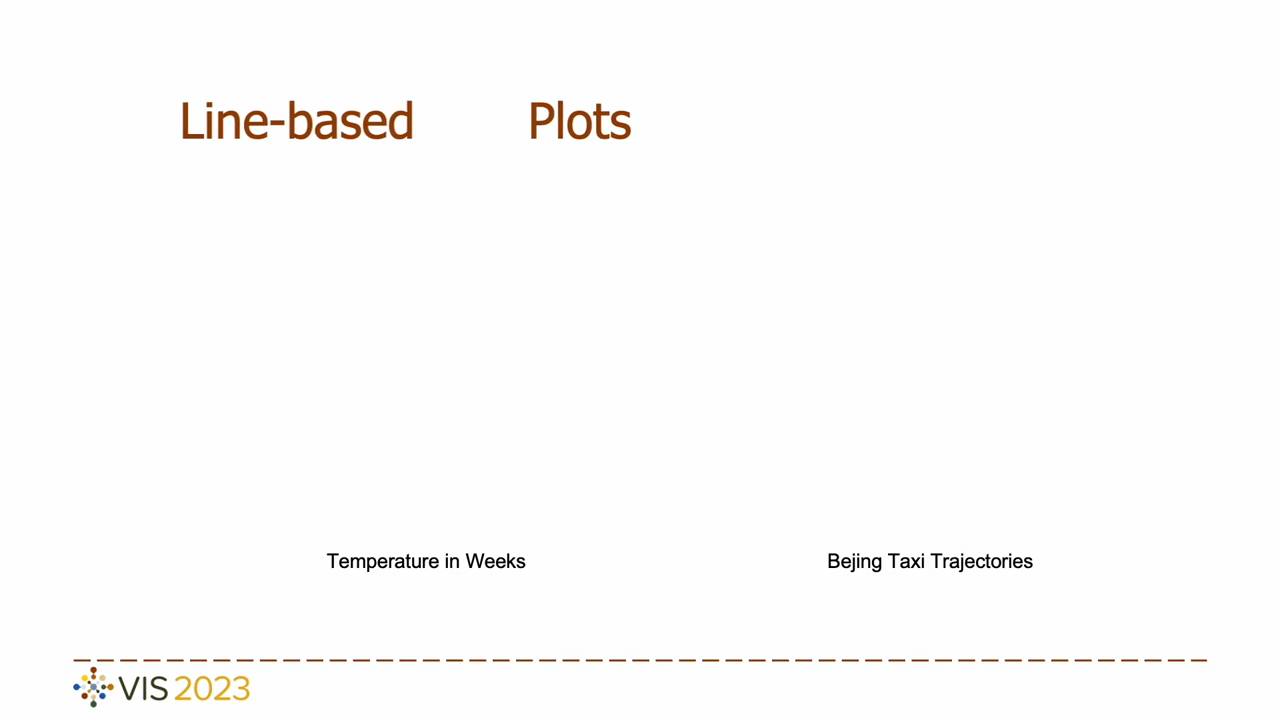 Line-based Plots
Temperature in Weeks
Bejing Taxi Trajectories
VIS 2023